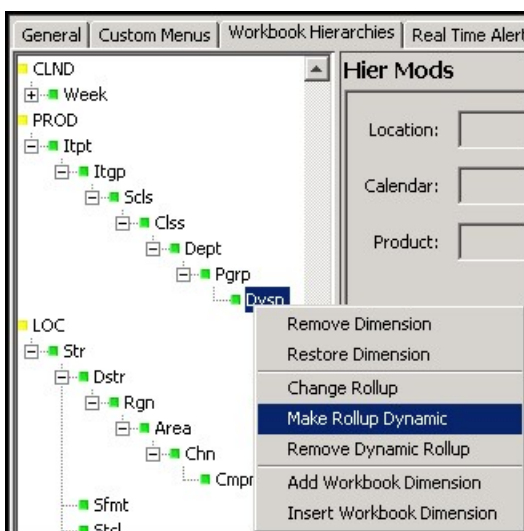 General Custom Menus Workbook Hierarchies Real Time Alert
CLND
Week
PROD
Itpt
Itgp
Scls
Clss
Dept
Pgrp
LOC
Str
Dstr
Rgn
Area
Chn
Cmpr
Sfmt
Hier Mods
Location:
Calendar:
Product:
Remove Dimension
Restore Dimension
Change Rollup
Make Rollup Dynamic
Remove Dynamic Rollup
Add Workbook Dimension
Insert Workbook Dimension